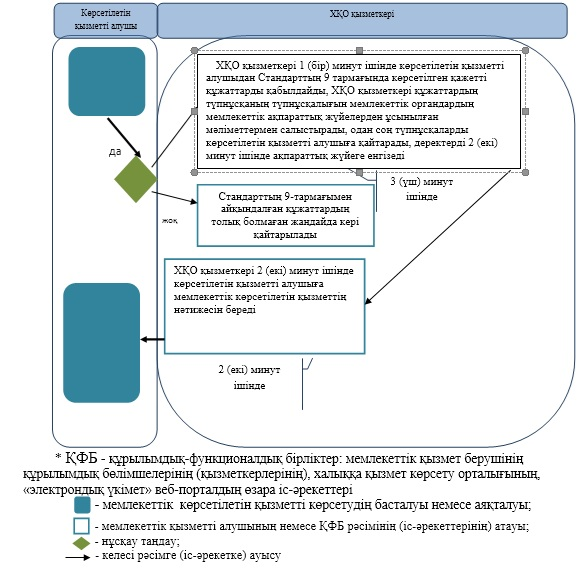 Көрсетілетін
қызметті алушы
ХҚО қызметкері
ХҚО қызметкері 1 (бір) минут ішінде көрсетілетін қызметті
алушыдан Стандарттың 9 тармағында көрсетілген қажетті
құжаттарды қабылдайды, ХҚО қызметкері құжаттардың
түпнұсқаның түпнұсқалығын мемлекеттік органдардың
мемлекеттік ақпараттық жүйелерден ұсынылған
мәліметтермен салыстырады, одан соң түпнұсқаларды
көрсетілетін қызметті алушыға қайтарады, деректерді 2 (екі)
минут ішінде ақпараттық жүйеге енгізеді
да
3 (үш) минут
ішінде
Стандарттың 9-тармағымен
айқындалған құжаттардың
толық болмаған жағдайда кері
қайтарылады
жоқ
ХҚО қызметкері 2 (екі) минут ішінде
көрсетілетін қызметті алушыға
мемлекеттік көрсетілетін қызметтің
нәтижесін береді
2 (екі) минут
ішінде
* ҚФБ - құрылымдық-функционалдық бірліктер: мемлекеттік қызмет берушінің
құрылымдық бөлімшелерінің (қызметкерлерінің), халыққа қызмет көрсету орталығының,
«электрондық үкімет» веб-порталдың өзара іс-әрекеттері
- мемлекеттік көрсетілетін қызметті көрсетудің басталуы немесе аяқталуы;
- мемлекеттік қызметті алушының немесе ҚФБ рәсімінің (іс-әрекеттерінің) атауы;
- нұсқау таңдау;
- келесі рәсімге (іс-әрекетке) ауысу